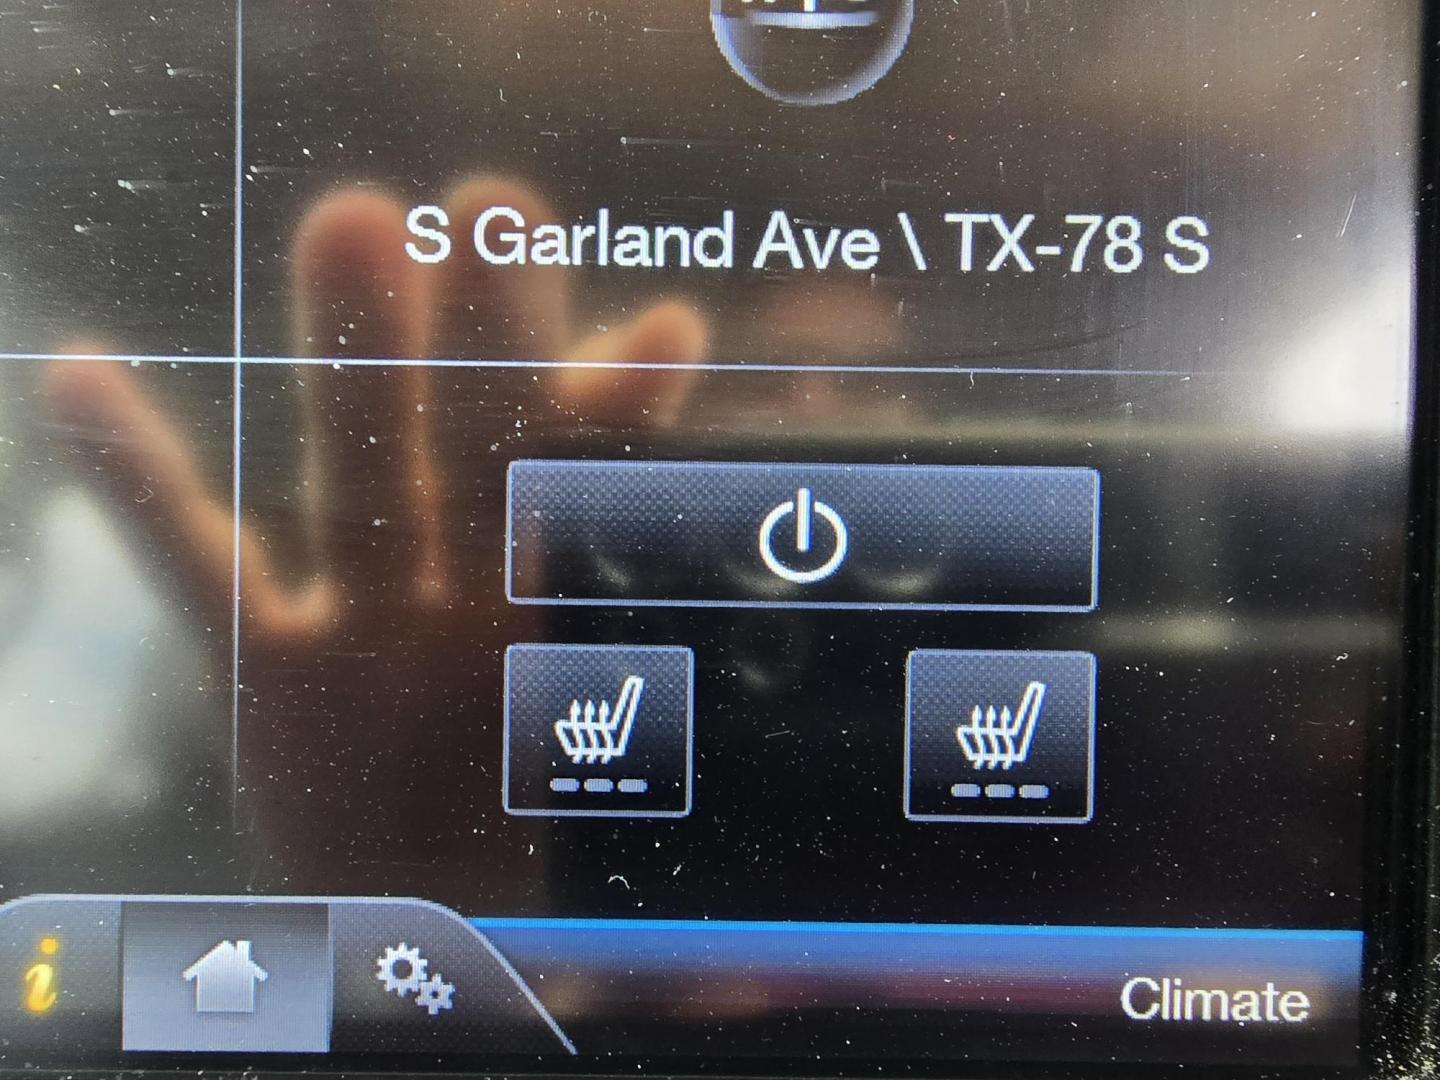 S Garland Ave \ TX-78 S
i
Climate